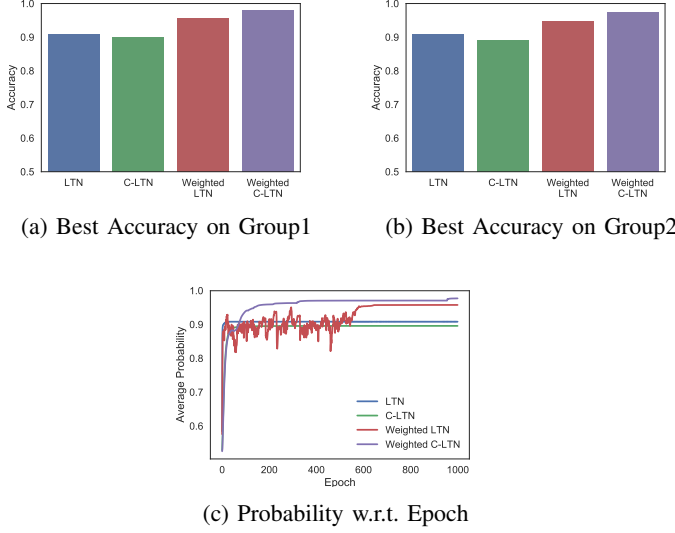 1.0
0.9
0.8
0.7
0.6
0.5
Accuracy
LTN
C-LTN
Weighted
LTN
Weighted
C-LTN
(a) Best Accuracy on Group1
1.0
0.9
0.8
0.7
0.6
0.5
Accuracy
LTN
C-LTN
Weighted
LTN
Weighted
C-LTN
(b) Best Accuracy on Group2
1.0
0.9
0.8
0.7
0.6
Average Probability
LTN
C-LTN
Weighted LTN
Weighted C-LTN
0 200 400 600 800 1000
Epoch
(c) Probability w.r.t. Epoch